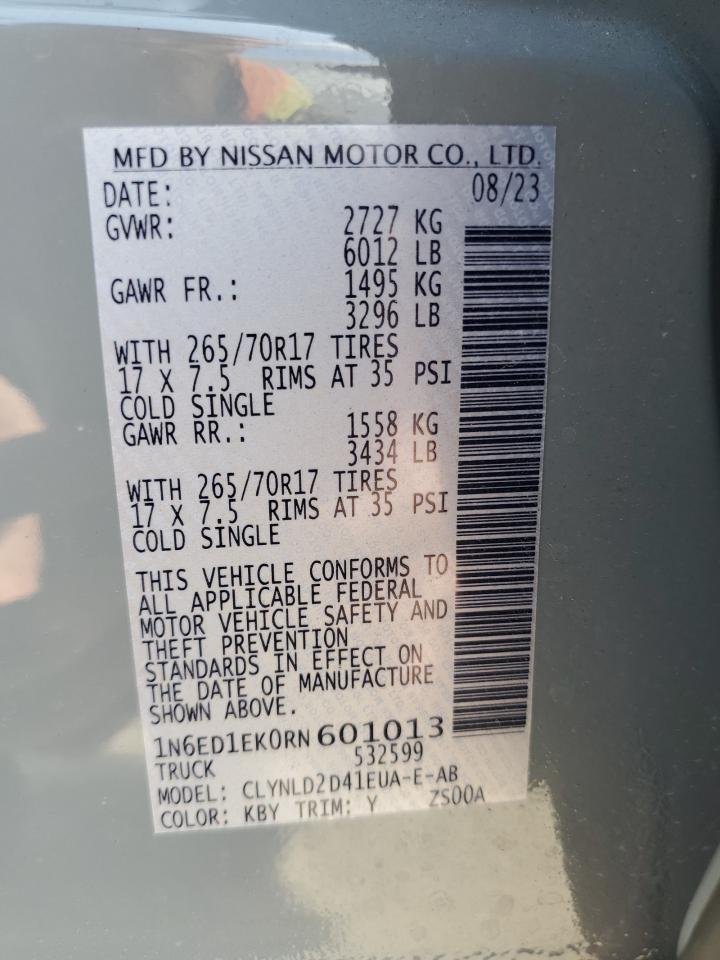 MFD BY NISSAN MOTOR CO., LTD.
DATE: 08/23
GVWR: 2727 KG
6012 LB
GAWR FR.: 1495 KG
3296 LB
WITH 265/70R17 TIRES
17 X 7.5 RIMS AT 35 PSI
COLD SINGLE
GAWR RR.: 1558 KG
3434 LB
WITH 265/70R17 TIRES
17 X 7.5 RIMS AT 35 PSI
COLD SINGLE
THIS VEHICLE CONFORMS TO
ALL APPLICABLE FEDERAL
MOTOR VEHICLE SAFETY AND
THEFT PREVENTION
STANDARDS IN EFFECT ON
THE DATE OF MANUFACTURE
SHOWN ABOVE.
1N6ED1EK0RN 601013
TRUCK 532599
MODEL: CLYNLD2D41EUA-E-AB
COLOR: KBY TRIM: Y ZS00A